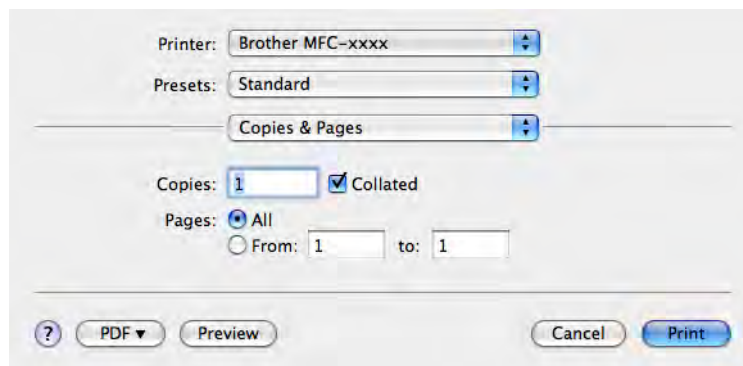 Printer: Brother MFC-xxxx
Presets: Standard
Copies & Pages
Copies: 1 Collated
Pages: All
From: 1 to: 1
? PDF ▼ Preview Cancel Print